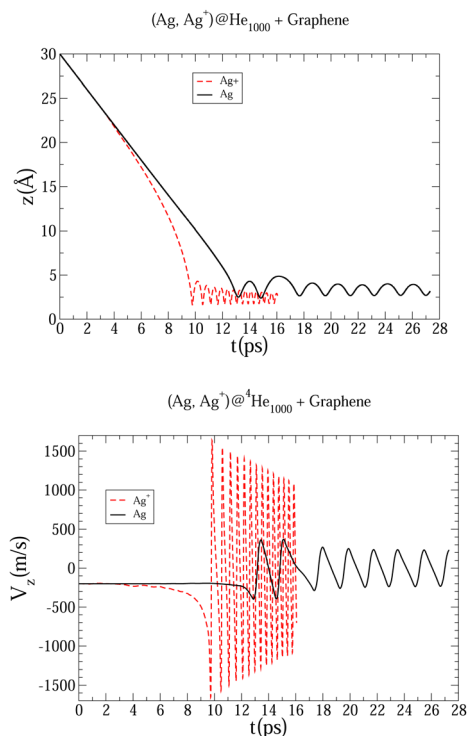 (Ag, Ag⁺)@He₁₀₀₀ + Graphene
30
25
20
15
10
5
0
z(Å)
Ag+
Ag
0 2 4 6 8 10 12 14 16 18 20 22 24 26 28
t(ps)
(Ag, Ag⁺)@⁴He₁₀₀₀ + Graphene
1500
1000
500
0
-500
-1000
-1500
V_z(m/s)
Ag⁺
Ag
0 2 4 6 8 10 12 14 16 18 20 22 24 26 28
t(ps)